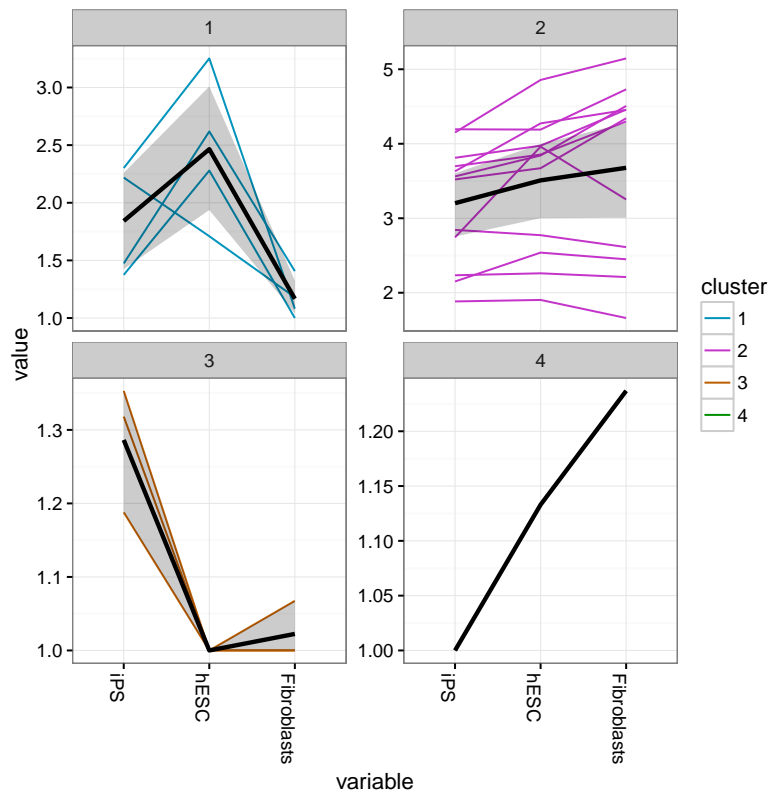 1
2
3.0
2.5
2.0
1.5
1.0
5
4
3
2
value
3
4
1.3
1.2
1.1
1.0
1.20
1.15
1.10
1.05
1.00
iPS
hESC
Fibroblasts
iPS
hESC
Fibroblasts
variable
cluster
1
2
3
4